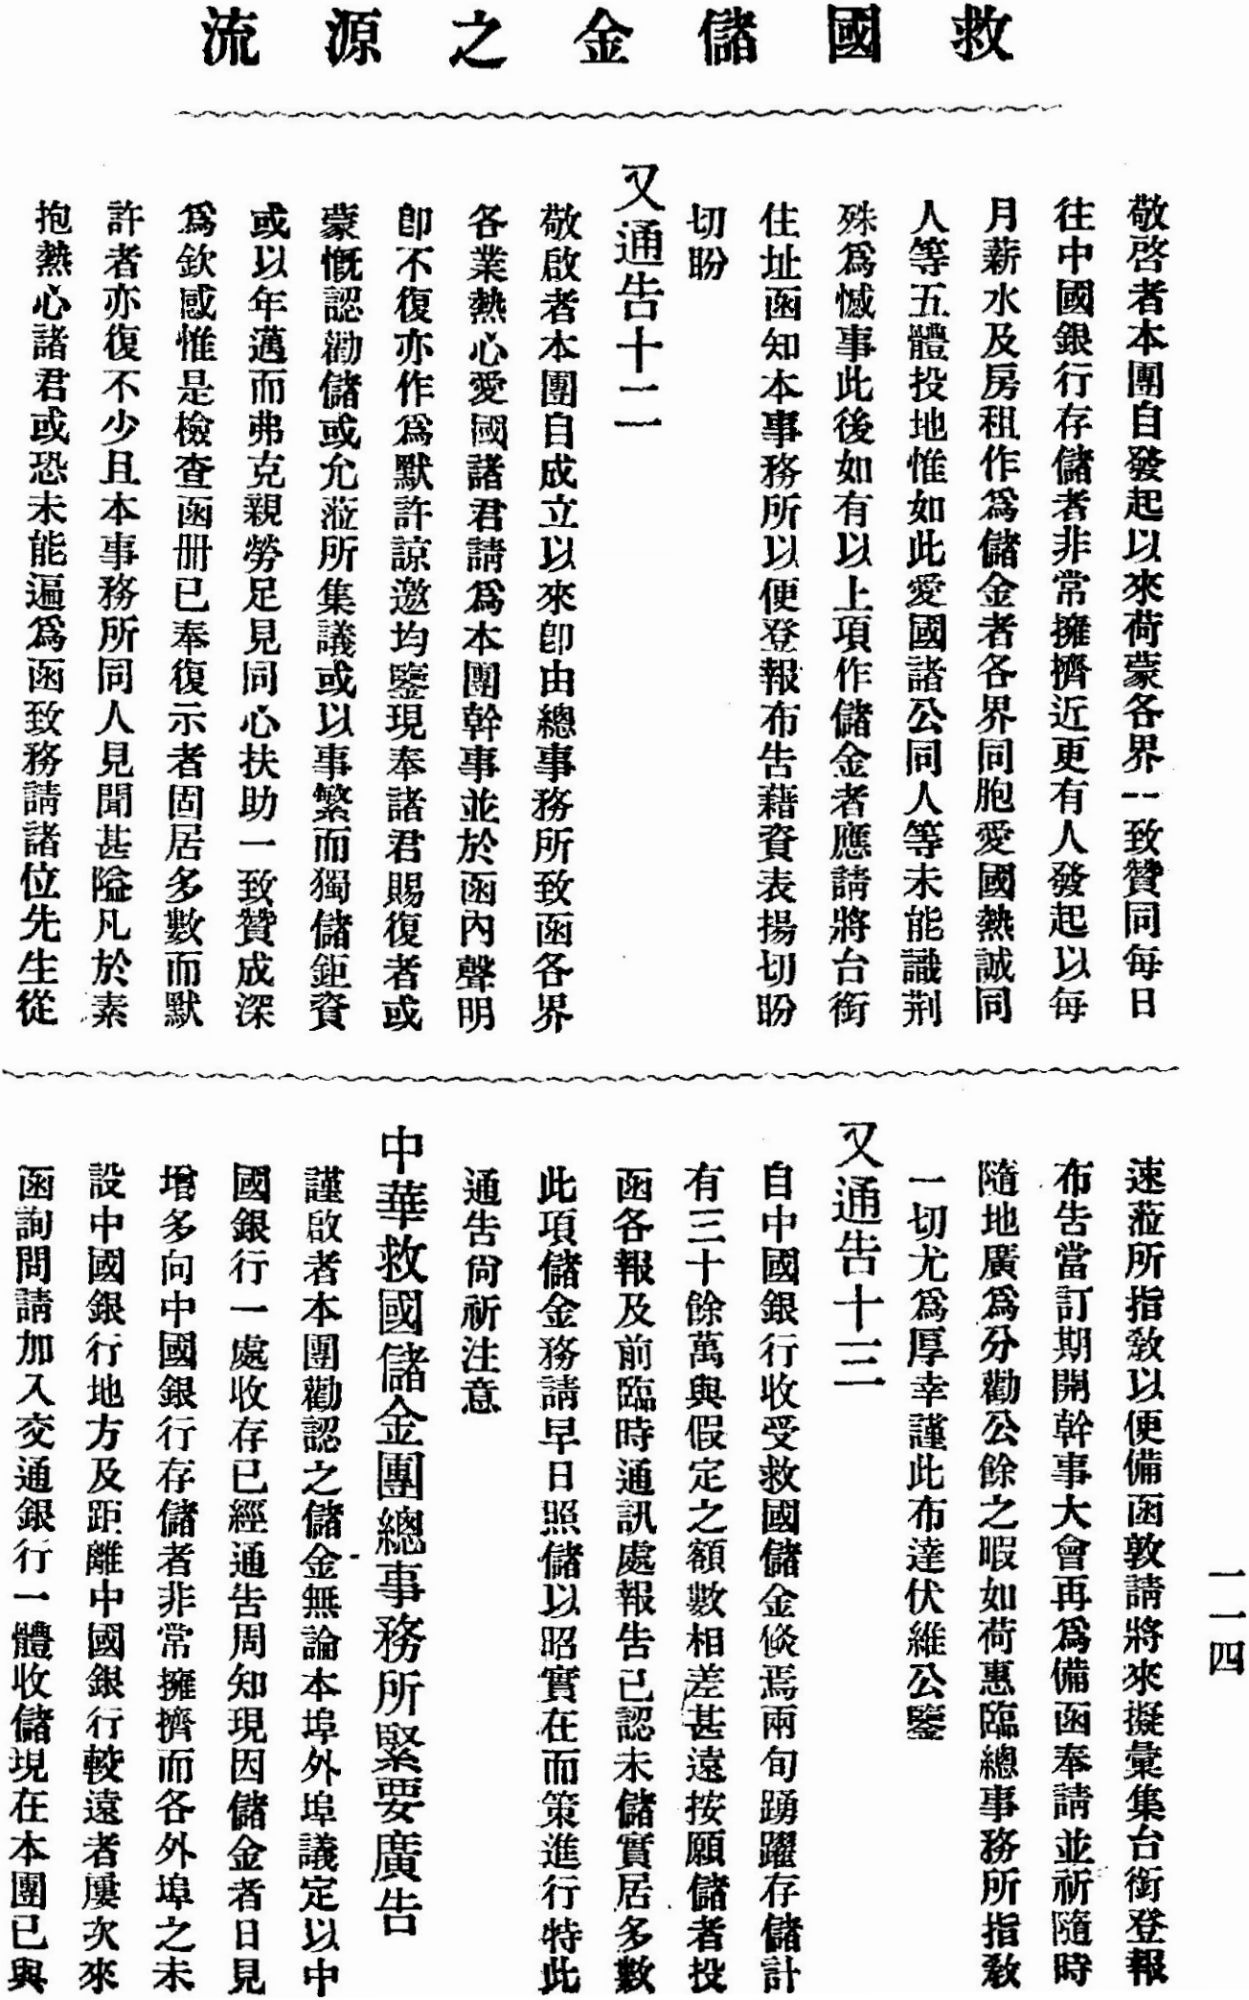 救國儲金之源流
敬啓者本團自發起以來荷蒙各界一致贊同每日
往中國銀行存儲者非常擁擠近更有人發起以每
月薪水及房租作爲儲金者各界同胞愛國熱誠同
人等五體投地惟如此愛國諸公同人等未能識荆
殊爲憾事此後如有以上項作儲金者應請將台銜
住址函知本事務所以便登報布告藉資表揚切盼
切盼
又通告十二
敬啟者本團自成立以來卽由總事務所致函各界
各業熱心愛國諸君請爲本團幹事並於函內聲明
卽不復亦作爲默許諒邀均鑒現奉諸君賜復者或
蒙慨認勸儲或允蒞所集議或以事繁而獨儲鉅資
或以年邁而弗克親勞足見同心扶助一致贊成深
爲欽感惟是檢查函册已奉復示者固居多數而默
許者亦復不少且本事務所同人見聞甚隘凡於素
抱熱心諸君或恐未能遍爲函致務請諸位先生從
速蒞所指敎以便備函敦請將來擬彙集台銜登報
布告當訂期開幹事大會再爲備函奉請並祈隨時
隨地廣爲分勸公餘之暇如荷惠臨總事務所指敎
一切尤爲厚幸謹此布達伏維公鑒
又通告十三
自中國銀行收受救國儲金倐焉兩旬踴躍存儲計
有三十餘萬與假定之額數相差甚遠按願儲者投
函各報及前臨時通訊處報告已認未儲實居多數
此項儲金務請早日照儲以昭實在而策進行特此
通告尙祈注意
中華救國儲金團總事務所緊要廣告
謹啟者本團勸認之儲金無論本埠外埠議定以中
國銀行一處收存已經通告周知現因儲金者日見
增多向中國銀行存儲者非常擁擠而各外埠之未
設中國銀行地方及距離中國銀行較遠者屢次來
函詢問請加入交通銀行一體收儲現在本團已與
一一四